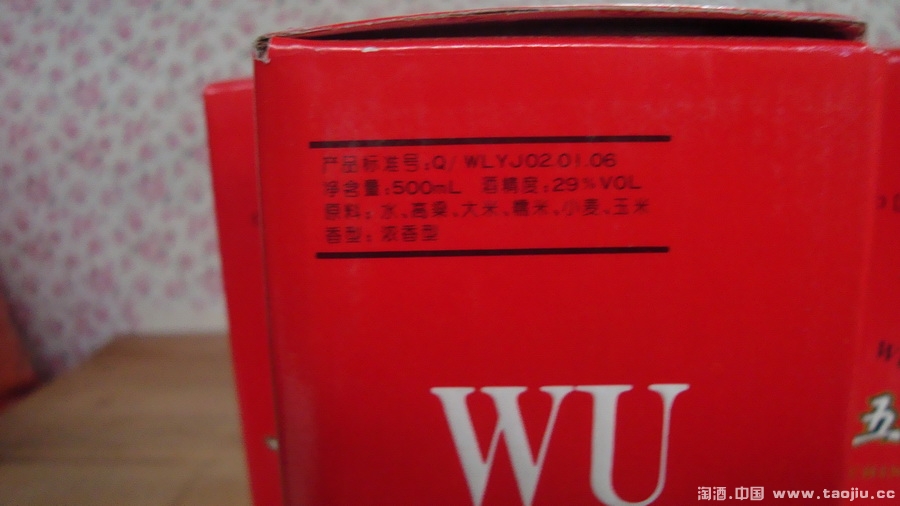 产品标准号:Q/WLYJ02.01.06
净含量:500mL 酒精度:29%VOL
原料:水、高粱、大米、糯米、小麦、玉米
香型:浓香型
WU
五
淘酒.中国 www.taojiu.cc